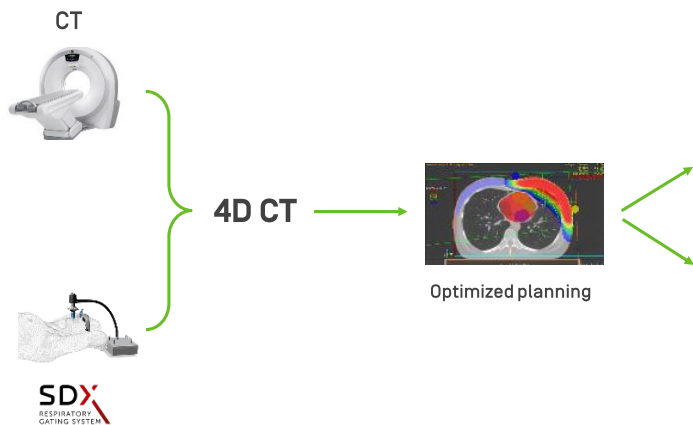 CT
4D CT
Optimized planning
SDX
RESPIRATORY
GATING SYSTEM